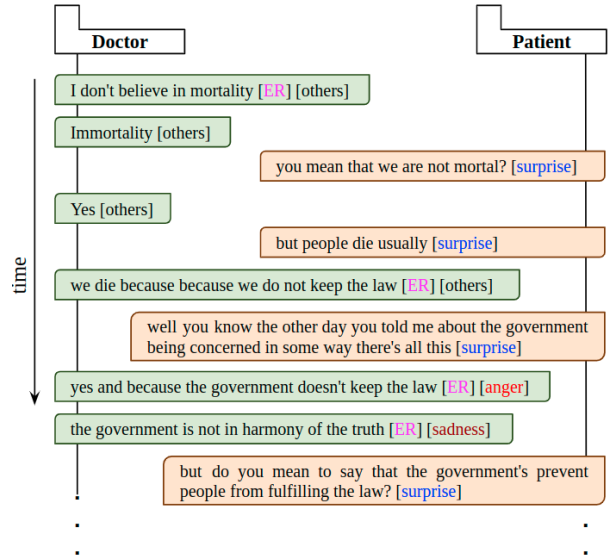 Doctor
Patient
I don't believe in mortality [ER] [others]
Immortality [others]
you mean that we are not mortal? [surprise]
Yes [others]
but people die usually [surprise]
time
we die because because we do not keep the law [ER] [others]
well you know the other day you told me about the government
being concerned in some way there's all this [surprise]
yes and because the government doesn't keep the law [ER] [anger]
the government is not in harmony of the truth [ER] [sadness]
but do you mean to say that the government's prevent
people from fulfilling the law? [surprise]